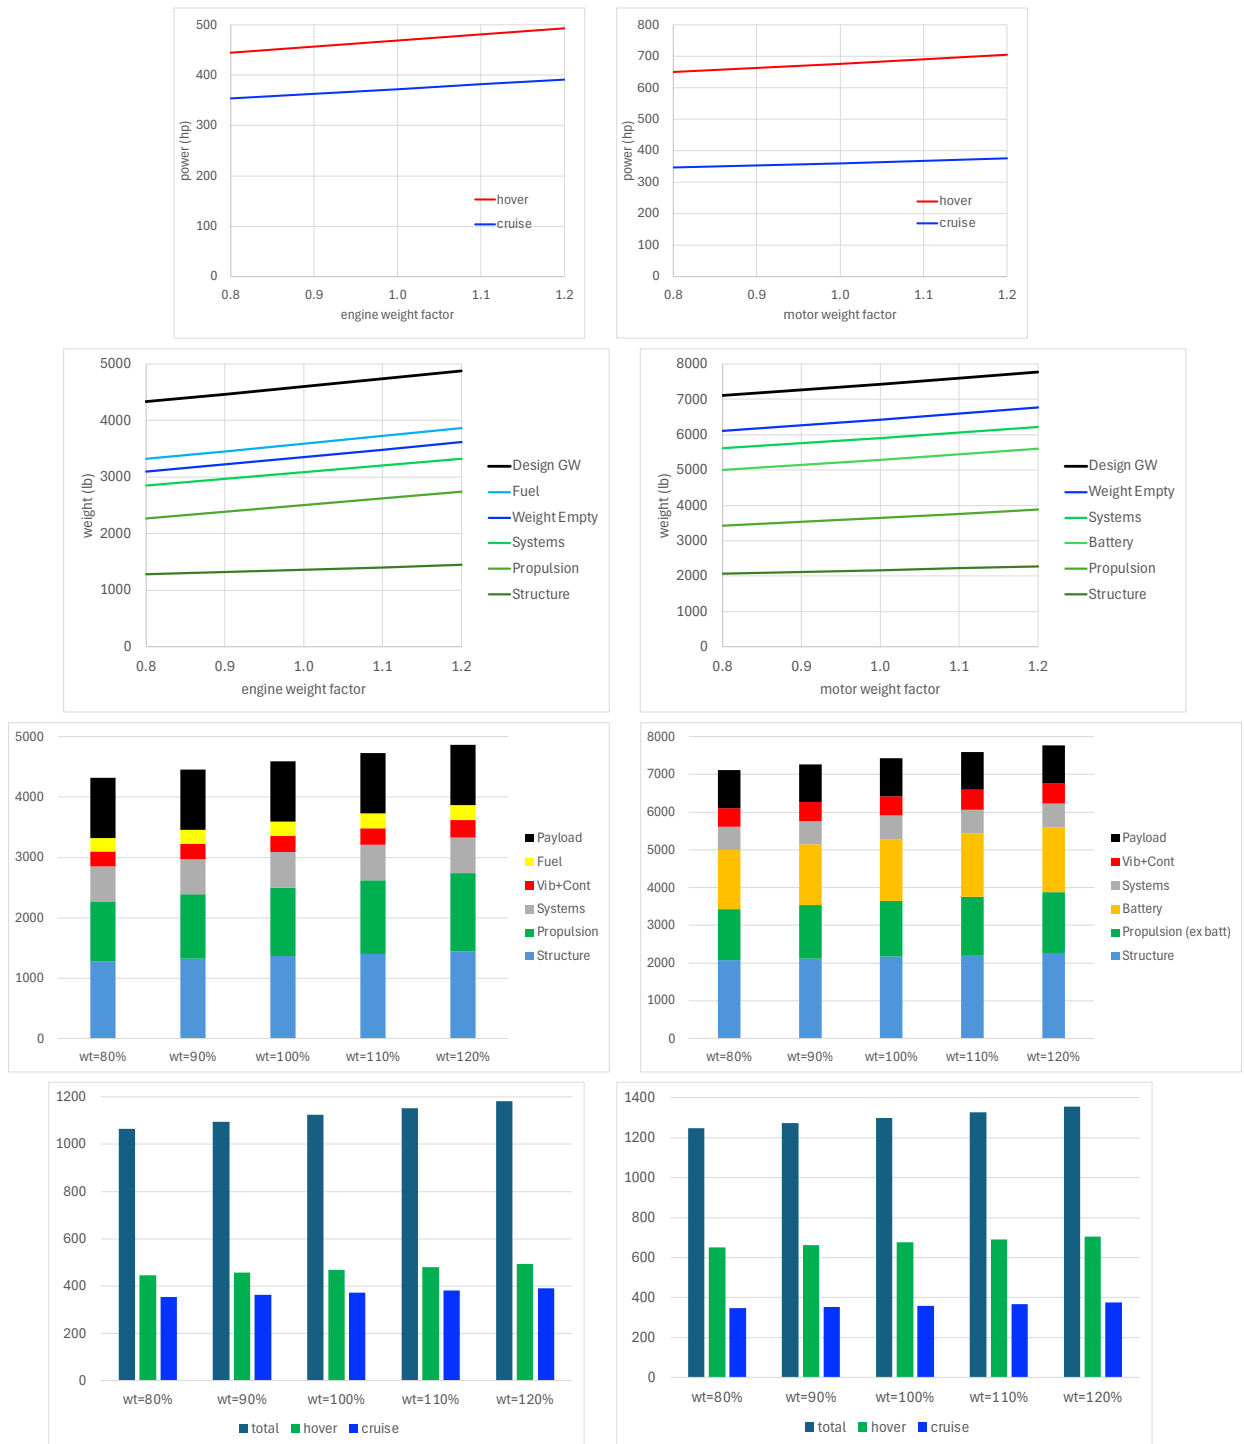 500
400
300
200
100
0
power (hp)
hover
cruise
0.8 0.9 1.0 1.1 1.2
engine weight factor
800
700
600
500
400
300
200
100
0
power (hp)
hover
cruise
0.8 0.9 1.0 1.1 1.2
motor weight factor
5000
4000
3000
2000
1000
0
weight (lb)
Design GW
Fuel
Weight Empty
Systems
Propulsion
Structure
0.8 0.9 1.0 1.1 1.2
engine weight factor
8000
7000
6000
5000
4000
3000
2000
1000
0
weight (lb)
Design GW
Weight Empty
Systems
Battery
Propulsion
Structure
0.8 0.9 1.0 1.1 1.2
motor weight factor
5000
4000
3000
2000
1000
0
Payload
Fuel
Vib+Cont
Systems
Propulsion
Structure
wt=80% wt=90% wt=100% wt=110% wt=120%
8000
7000
6000
5000
4000
3000
2000
1000
0
Payload
Vib+Cont
Systems
Battery
Propulsion (ex batt)
Structure
wt=80% wt=90% wt=100% wt=110% wt=120%
1200
1000
800
600
400
200
0
wt=80% wt=90% wt=100% wt=110% wt=120%
total hover cruise
1400
1200
1000
800
600
400
200
0
wt=80% wt=90% wt=100% wt=110% wt=120%
total hover cruise